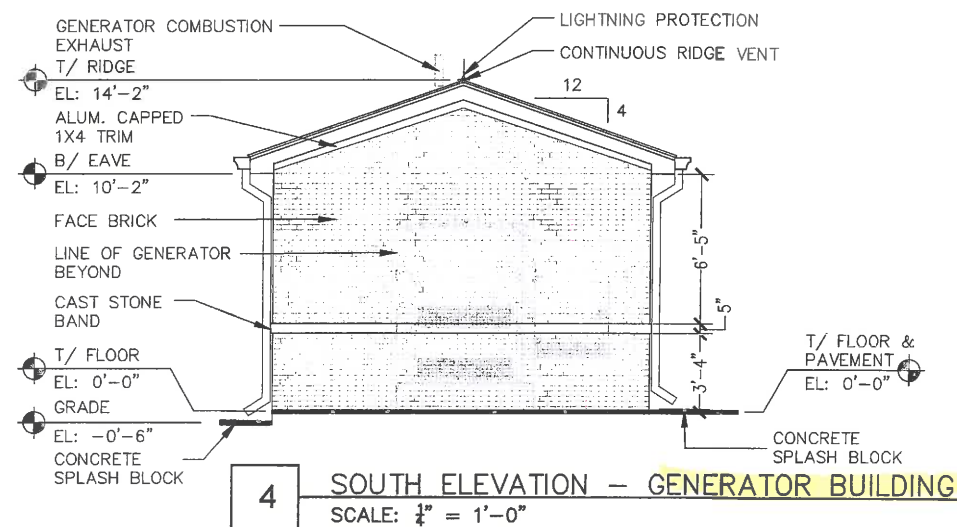 GENERATOR COMBUSTION
EXHAUST
T/ RIDGE
EL: 14'-2"
ALUM. CAPPED
1X4 TRIM
B/ EAVE
EL: 10'-2"
FACE BRICK
LINE OF GENERATOR
BEYOND
CAST STONE
BAND
T/ FLOOR
EL: 0'-0"
GRADE
EL: -0'-6"
CONCRETE
SPLASH BLOCK
LIGHTNING PROTECTION
CONTINUOUS RIDGE VENT
12
4
6'-5"
5"
3'-4"
T/ FLOOR &
PAVEMENT
EL: 0'-0"
CONCRETE
SPLASH BLOCK
4
SOUTH ELEVATION - GENERATOR BUILDING
SCALE: ¼" = 1'-0"